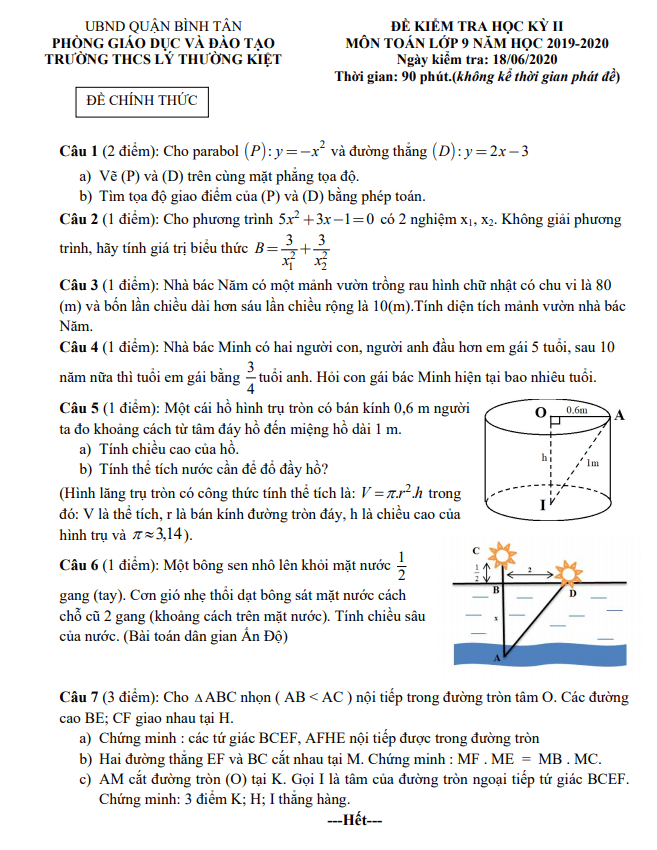 UBND QUẬN BÌNH TÂN
PHÒNG GIÁO DỤC VÀ ĐÀO TẠO
TRƯỜNG THCS LÝ THƯỜNG KIỆT
ĐỀ CHÍNH THỨC
ĐỀ KIỂM TRA HỌC KỲ II
MÔN TOÁN LỚP 9 NĂM HỌC 2019-2020
Ngày kiểm tra: 18/06/2020
Thời gian: 90 phút.(không kể thời gian phát đề)
Câu 1 (2 điểm): Cho parabol (P): y = −x² và đường thẳng (D): y = 2x − 3
a) Vẽ (P) và (D) trên cùng mặt phẳng tọa độ.
b) Tìm tọa độ giao điểm của (P) và (D) bằng phép toán.
Câu 2 (1 điểm): Cho phương trình 5x² + 3x − 1 = 0 có 2 nghiệm x₁, x₂. Không giải phương
trình, hãy tính giá trị biểu thức B = 3/x₁² + 3/x₂²
Câu 3 (1 điểm): Nhà bác Năm có một mảnh vườn trồng rau hình chữ nhật có chu vi là 80
(m) và bốn lần chiều dài hơn sáu lần chiều rộng là 10(m).Tính diện tích mảnh vườn nhà bác
Năm.
Câu 4 (1 điểm): Nhà bác Minh có hai người con, người anh đầu hơn em gái 5 tuổi, sau 10
năm nữa thì tuổi em gái bằng 3/4 tuổi anh. Hỏi con gái bác Minh hiện tại bao nhiêu tuổi.
Câu 5 (1 điểm): Một cái hồ hình trụ tròn có bán kính 0,6 m người
ta đo khoảng cách từ tâm đáy hồ đến miệng hồ dài 1 m.
a) Tính chiều cao của hồ.
b) Tính thể tích nước cần để đổ đầy hồ?
(Hình lăng trụ tròn có công thức tính thể tích là: V = π.r².h trong
đó: V là thể tích, r là bán kính đường tròn đáy, h là chiều cao của
hình trụ và π ≈ 3,14).
O 0.6m A
h 1m
I
Câu 6 (1 điểm): Một bông sen nhô lên khỏi mặt nước 1/2
gang (tay). Cơn gió nhẹ thổi dạt bông sát mặt nước cách
chỗ cũ 2 gang (khoảng cách trên mặt nước). Tính chiều sâu
của nước. (Bài toán dân gian Ấn Độ)
C
1/2 2
B D
x
A
Câu 7 (3 điểm): Cho ΔABC nhọn ( AB < AC ) nội tiếp trong đường tròn tâm O. Các đường
cao BE; CF giao nhau tại H.
a) Chứng minh : các tứ giác BCEF, AFHE nội tiếp được trong đường tròn
b) Hai đường thẳng EF và BC cắt nhau tại M. Chứng minh : MF . ME = MB . MC.
c) AM cắt đường tròn (O) tại K. Gọi I là tâm của đường tròn ngoại tiếp tứ giác BCEF.
Chứng minh: 3 điểm K; H; I thẳng hàng.
---Hết---